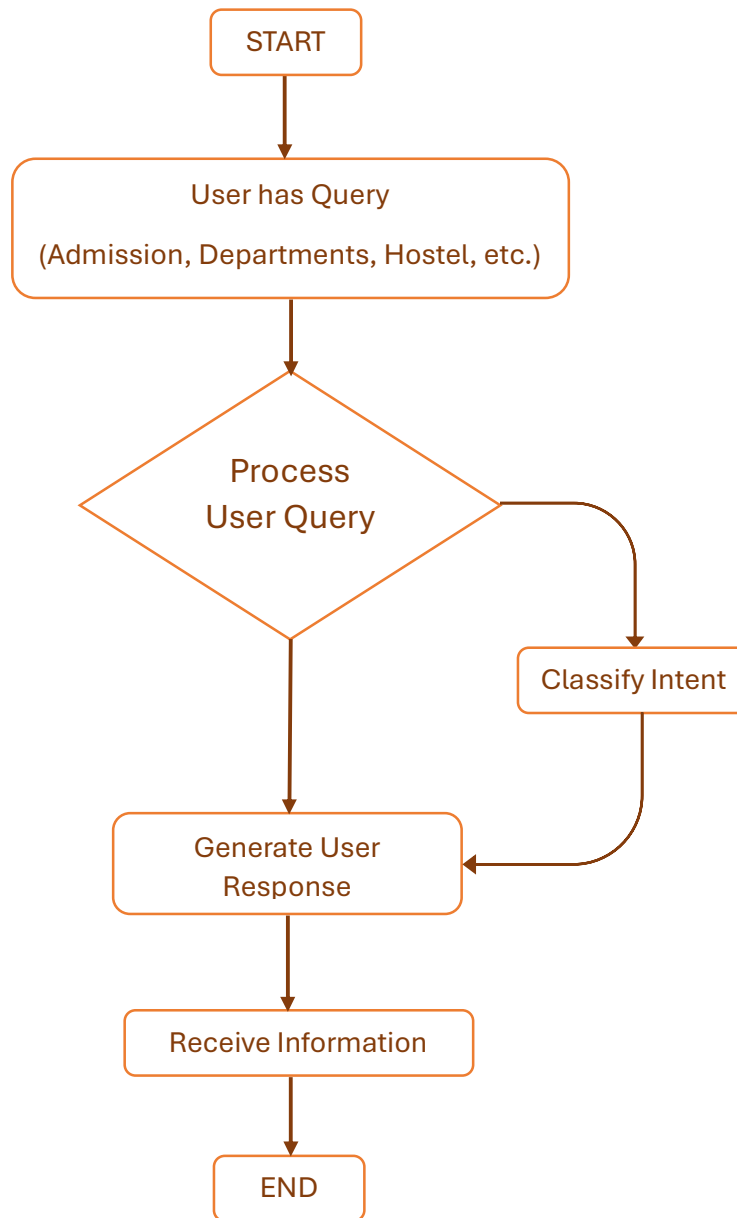 START
User has Query
(Admission, Departments, Hostel, etc.)
Process
User Query
Classify Intent
Generate User
Response
Receive Information
END